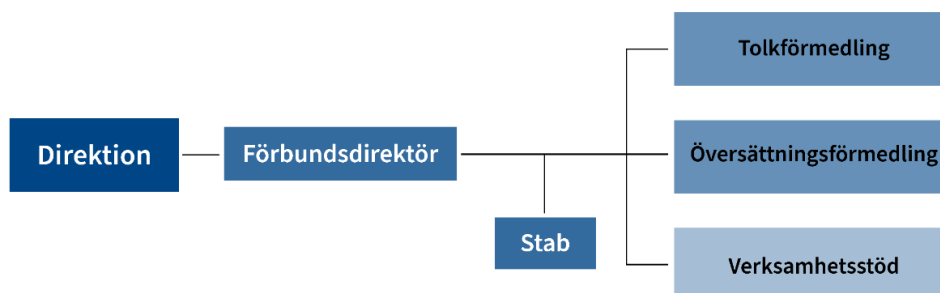 Direktion
Förbundsdirektör
Stab
Tolkförmedling
Översättningsförmedling
Verksamhetsstöd